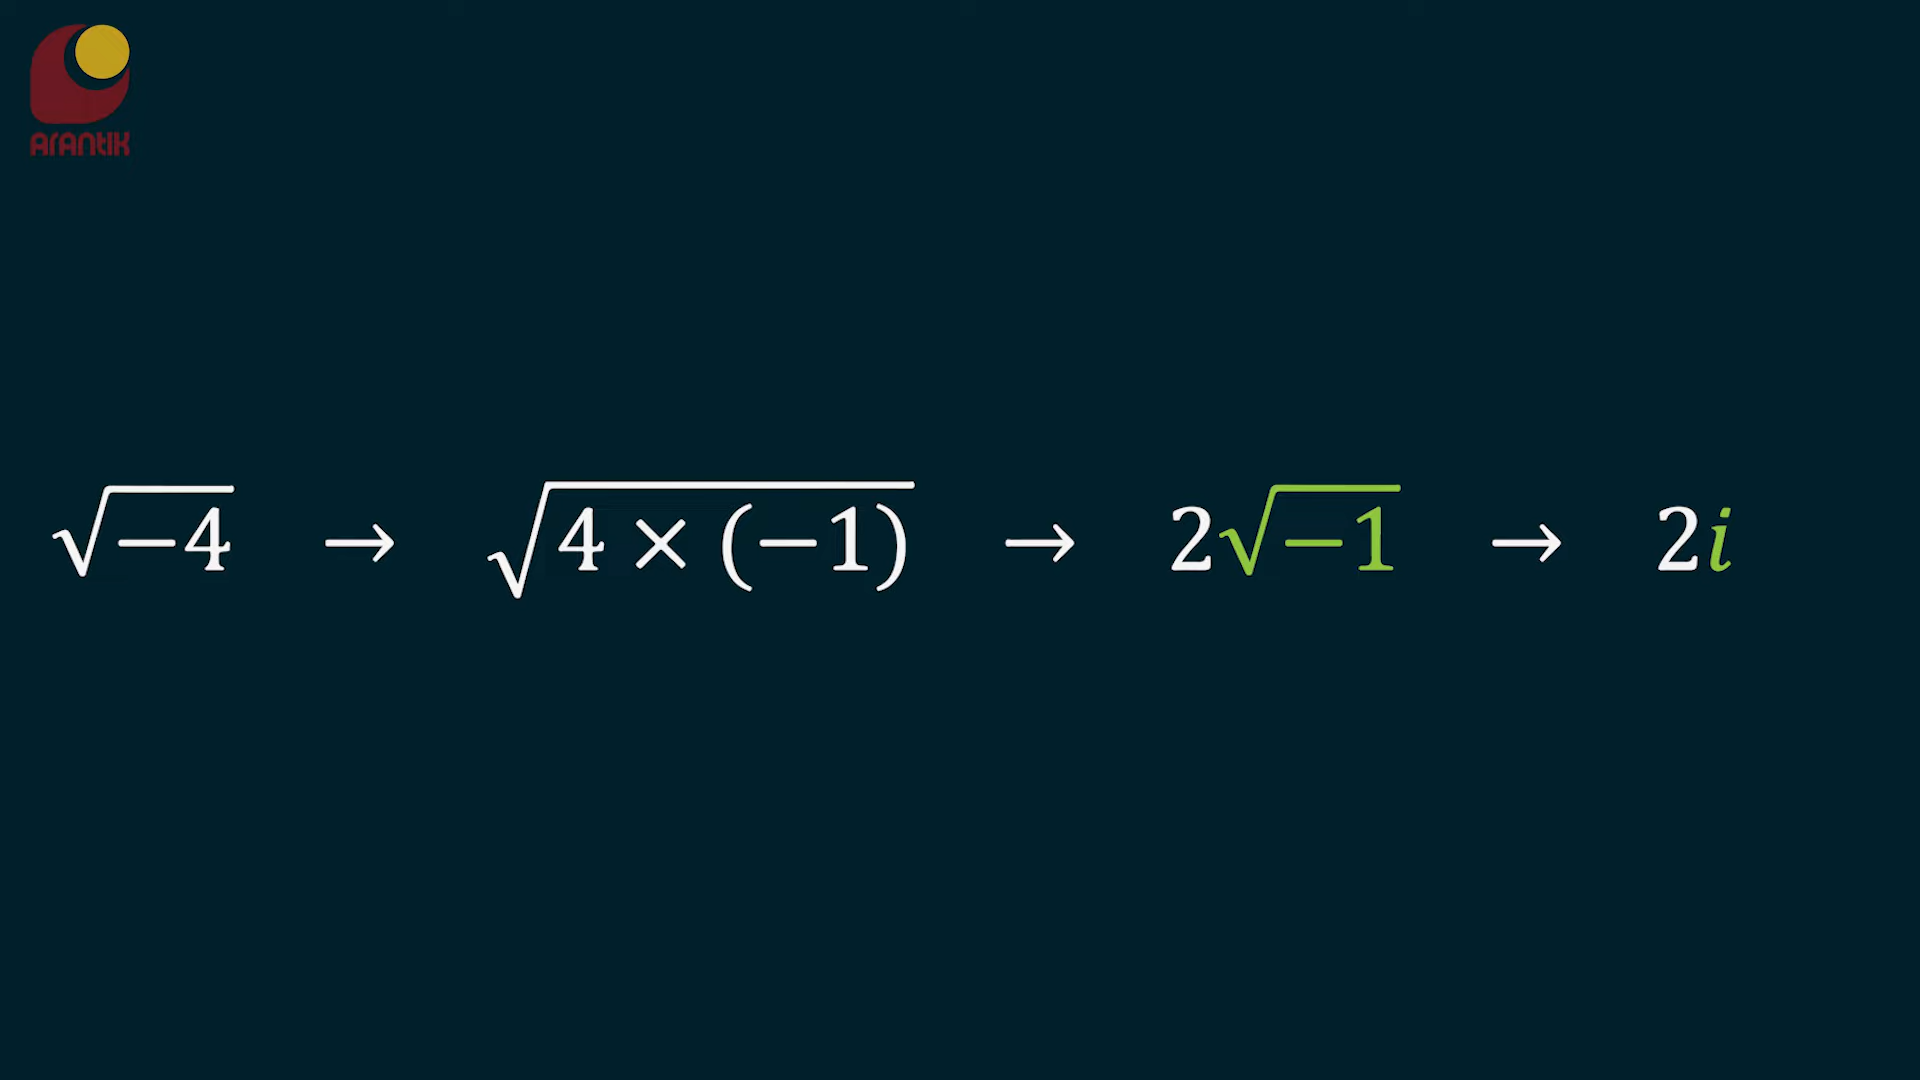 ArAntIk
√−4 → √4 × (−1) → 2√−1 → 2i